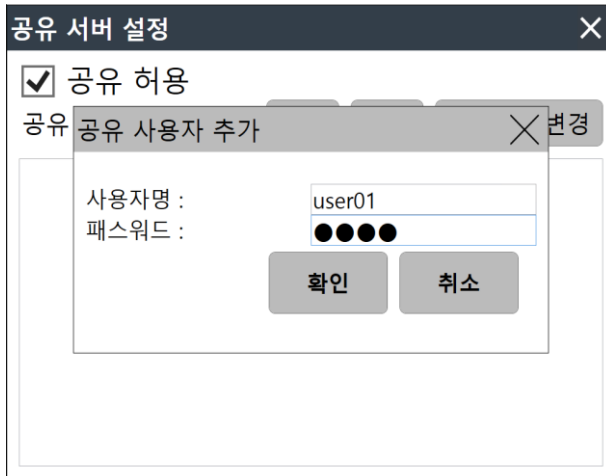 공유 서버 설정
공유 허용
공유
변경
공유 사용자 추가
사용자명 :
user01
패스워드 :
●●●●
확인
취소